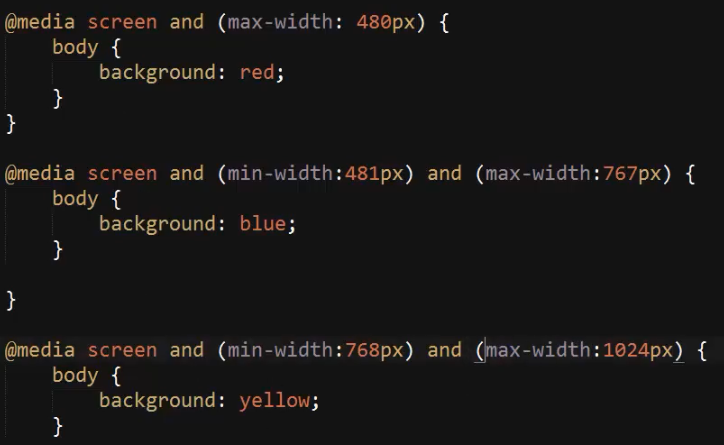 @media screen and (max-width: 480px) {
    body {
        background: red;
    }
}

@media screen and (min-width:481px) and (max-width:767px) {
    body {
        background: blue;
    }

}

@media screen and (min-width:768px) and (max-width:1024px) {
    body {
        background: yellow;
    }